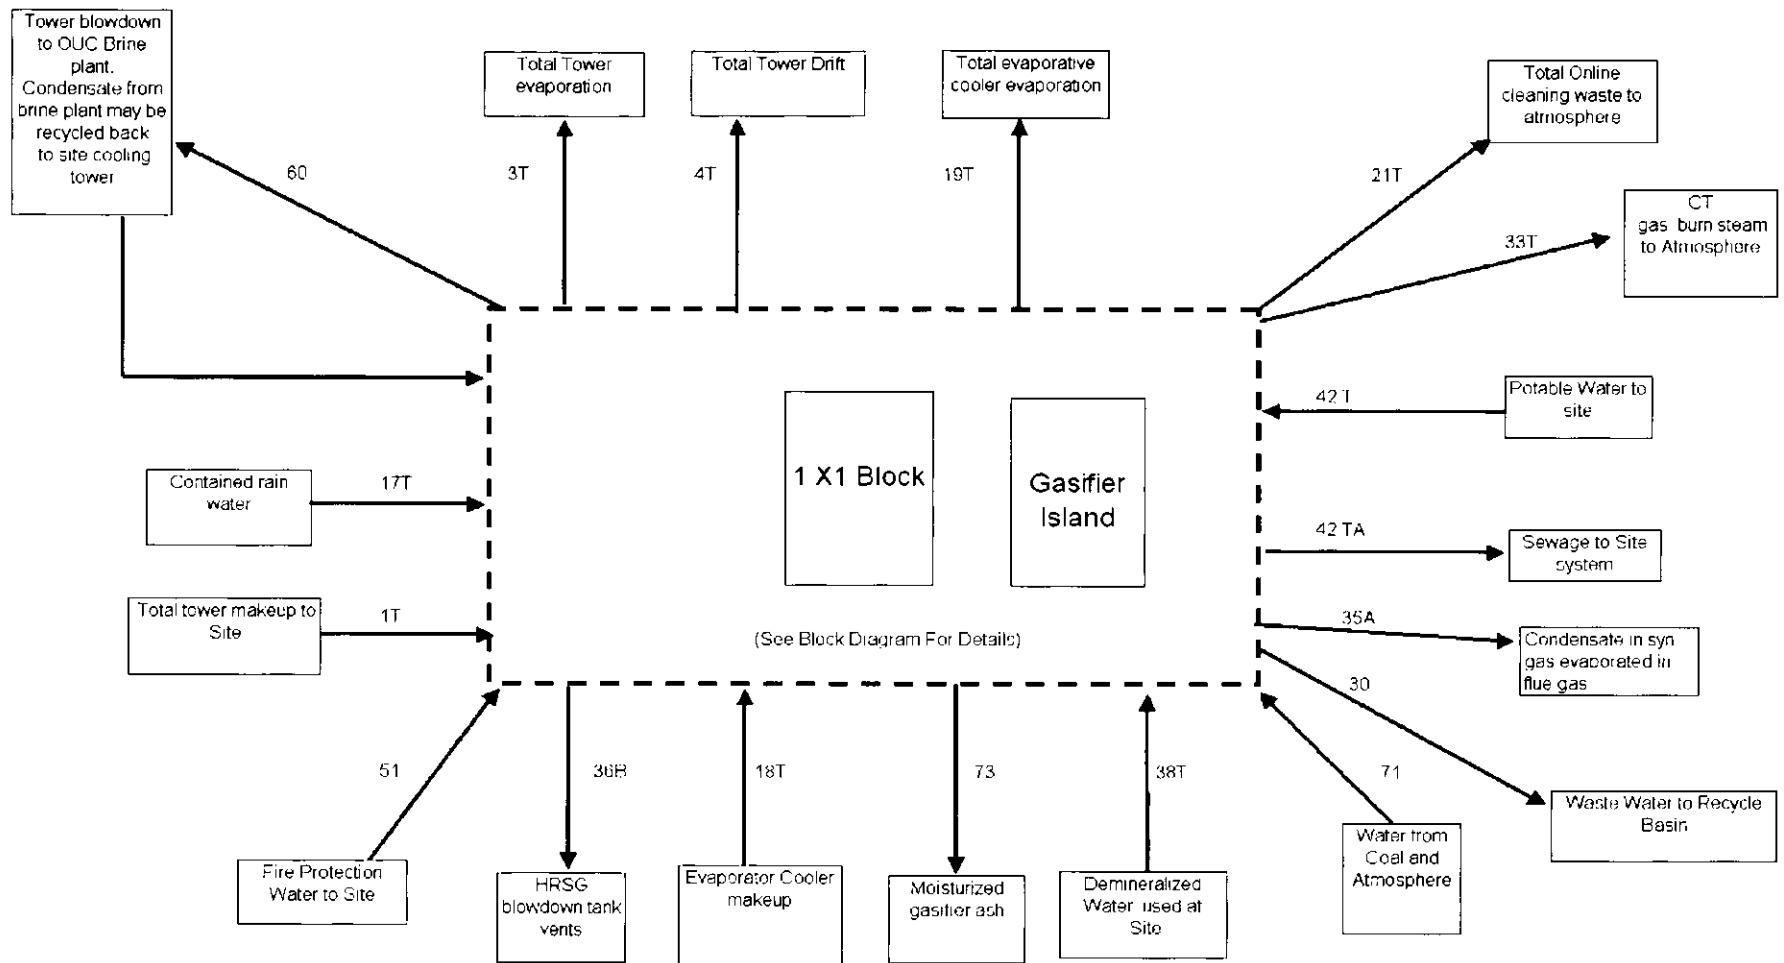 Tower blowdown
to OUC Brine
plant.
Condensate from
brine plant may be
recycled back
to site cooling
tower
60
Total Tower
evaporation
3T
Total Tower Drift
4T
Total evaporative
cooler evaporation
19T
Total Online
cleaning waste to
atmosphere
21T
CT
gas burn steam
to Atmosphere
33T
Potable Water to
site
42T
Contained rain
water
17T
1 X1 Block
Gasifier
Island
Sewage to Site
system
42 TA
Total tower makeup to
Site
1T
(See Block Diagram For Details)
35A
Condensate in syn
gas evaporated in
flue gas
30
51
36B
18T
73
38T
71
Waste Water to Recycle
Basin
Fire Protection
Water to Site
HRSG
blowdown tank
vents
Evaporator Cooler
makeup
Moisturized
gasifier ash
Demineralized
Water used at
Site
Water from
Coal and
Atmosphere